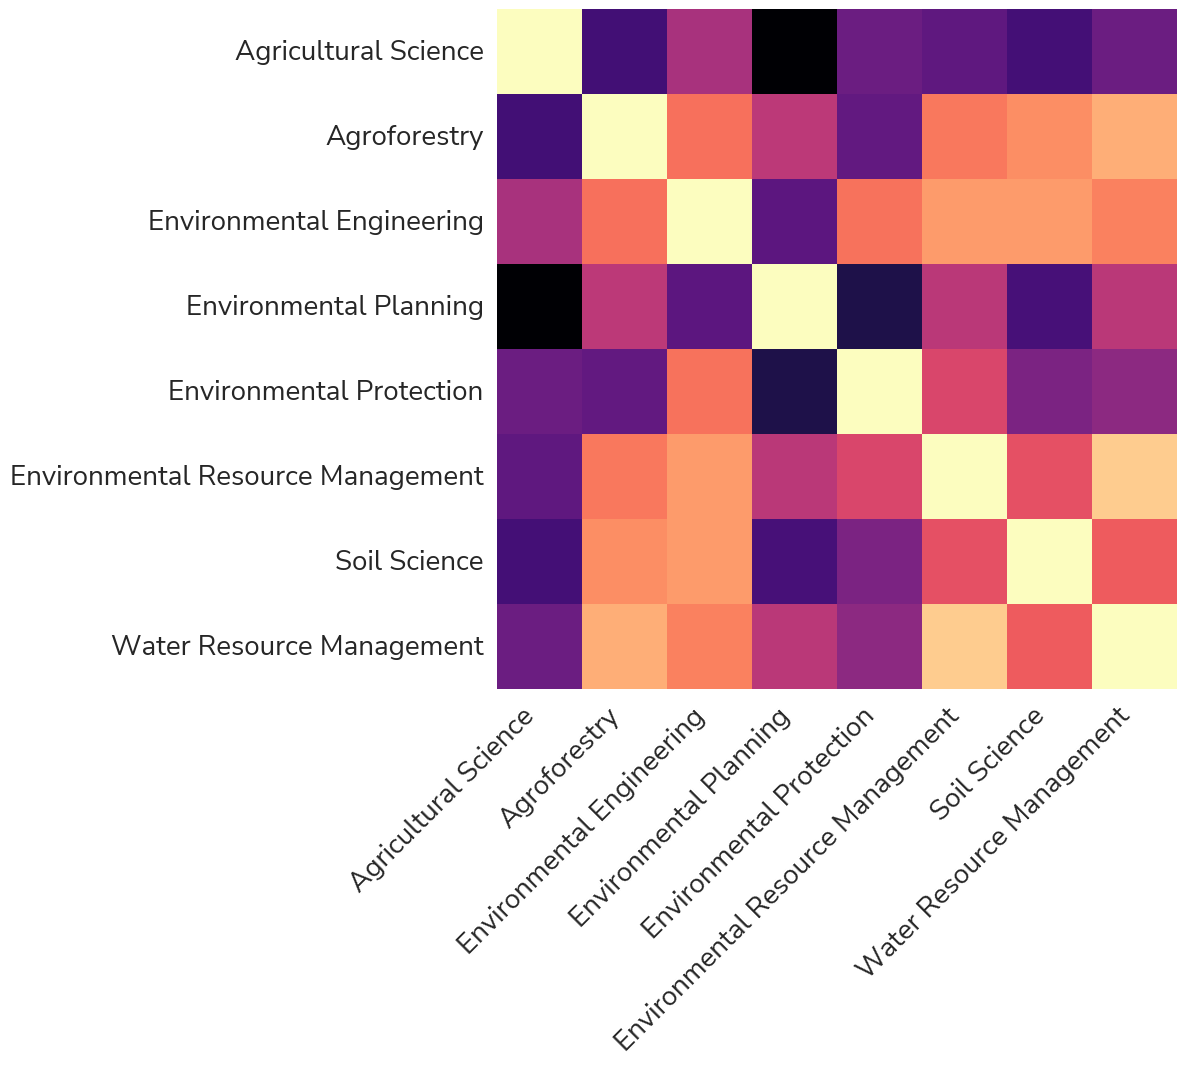 Agricultural Science
Agroforestry
Environmental Engineering
Environmental Planning
Environmental Protection
Environmental Resource Management
Soil Science
Water Resource Management
Agricultural Science
Agroforestry
Environmental Engineering
Environmental Planning
Environmental Protection
Environmental Resource Management
Soil Science
Water Resource Management